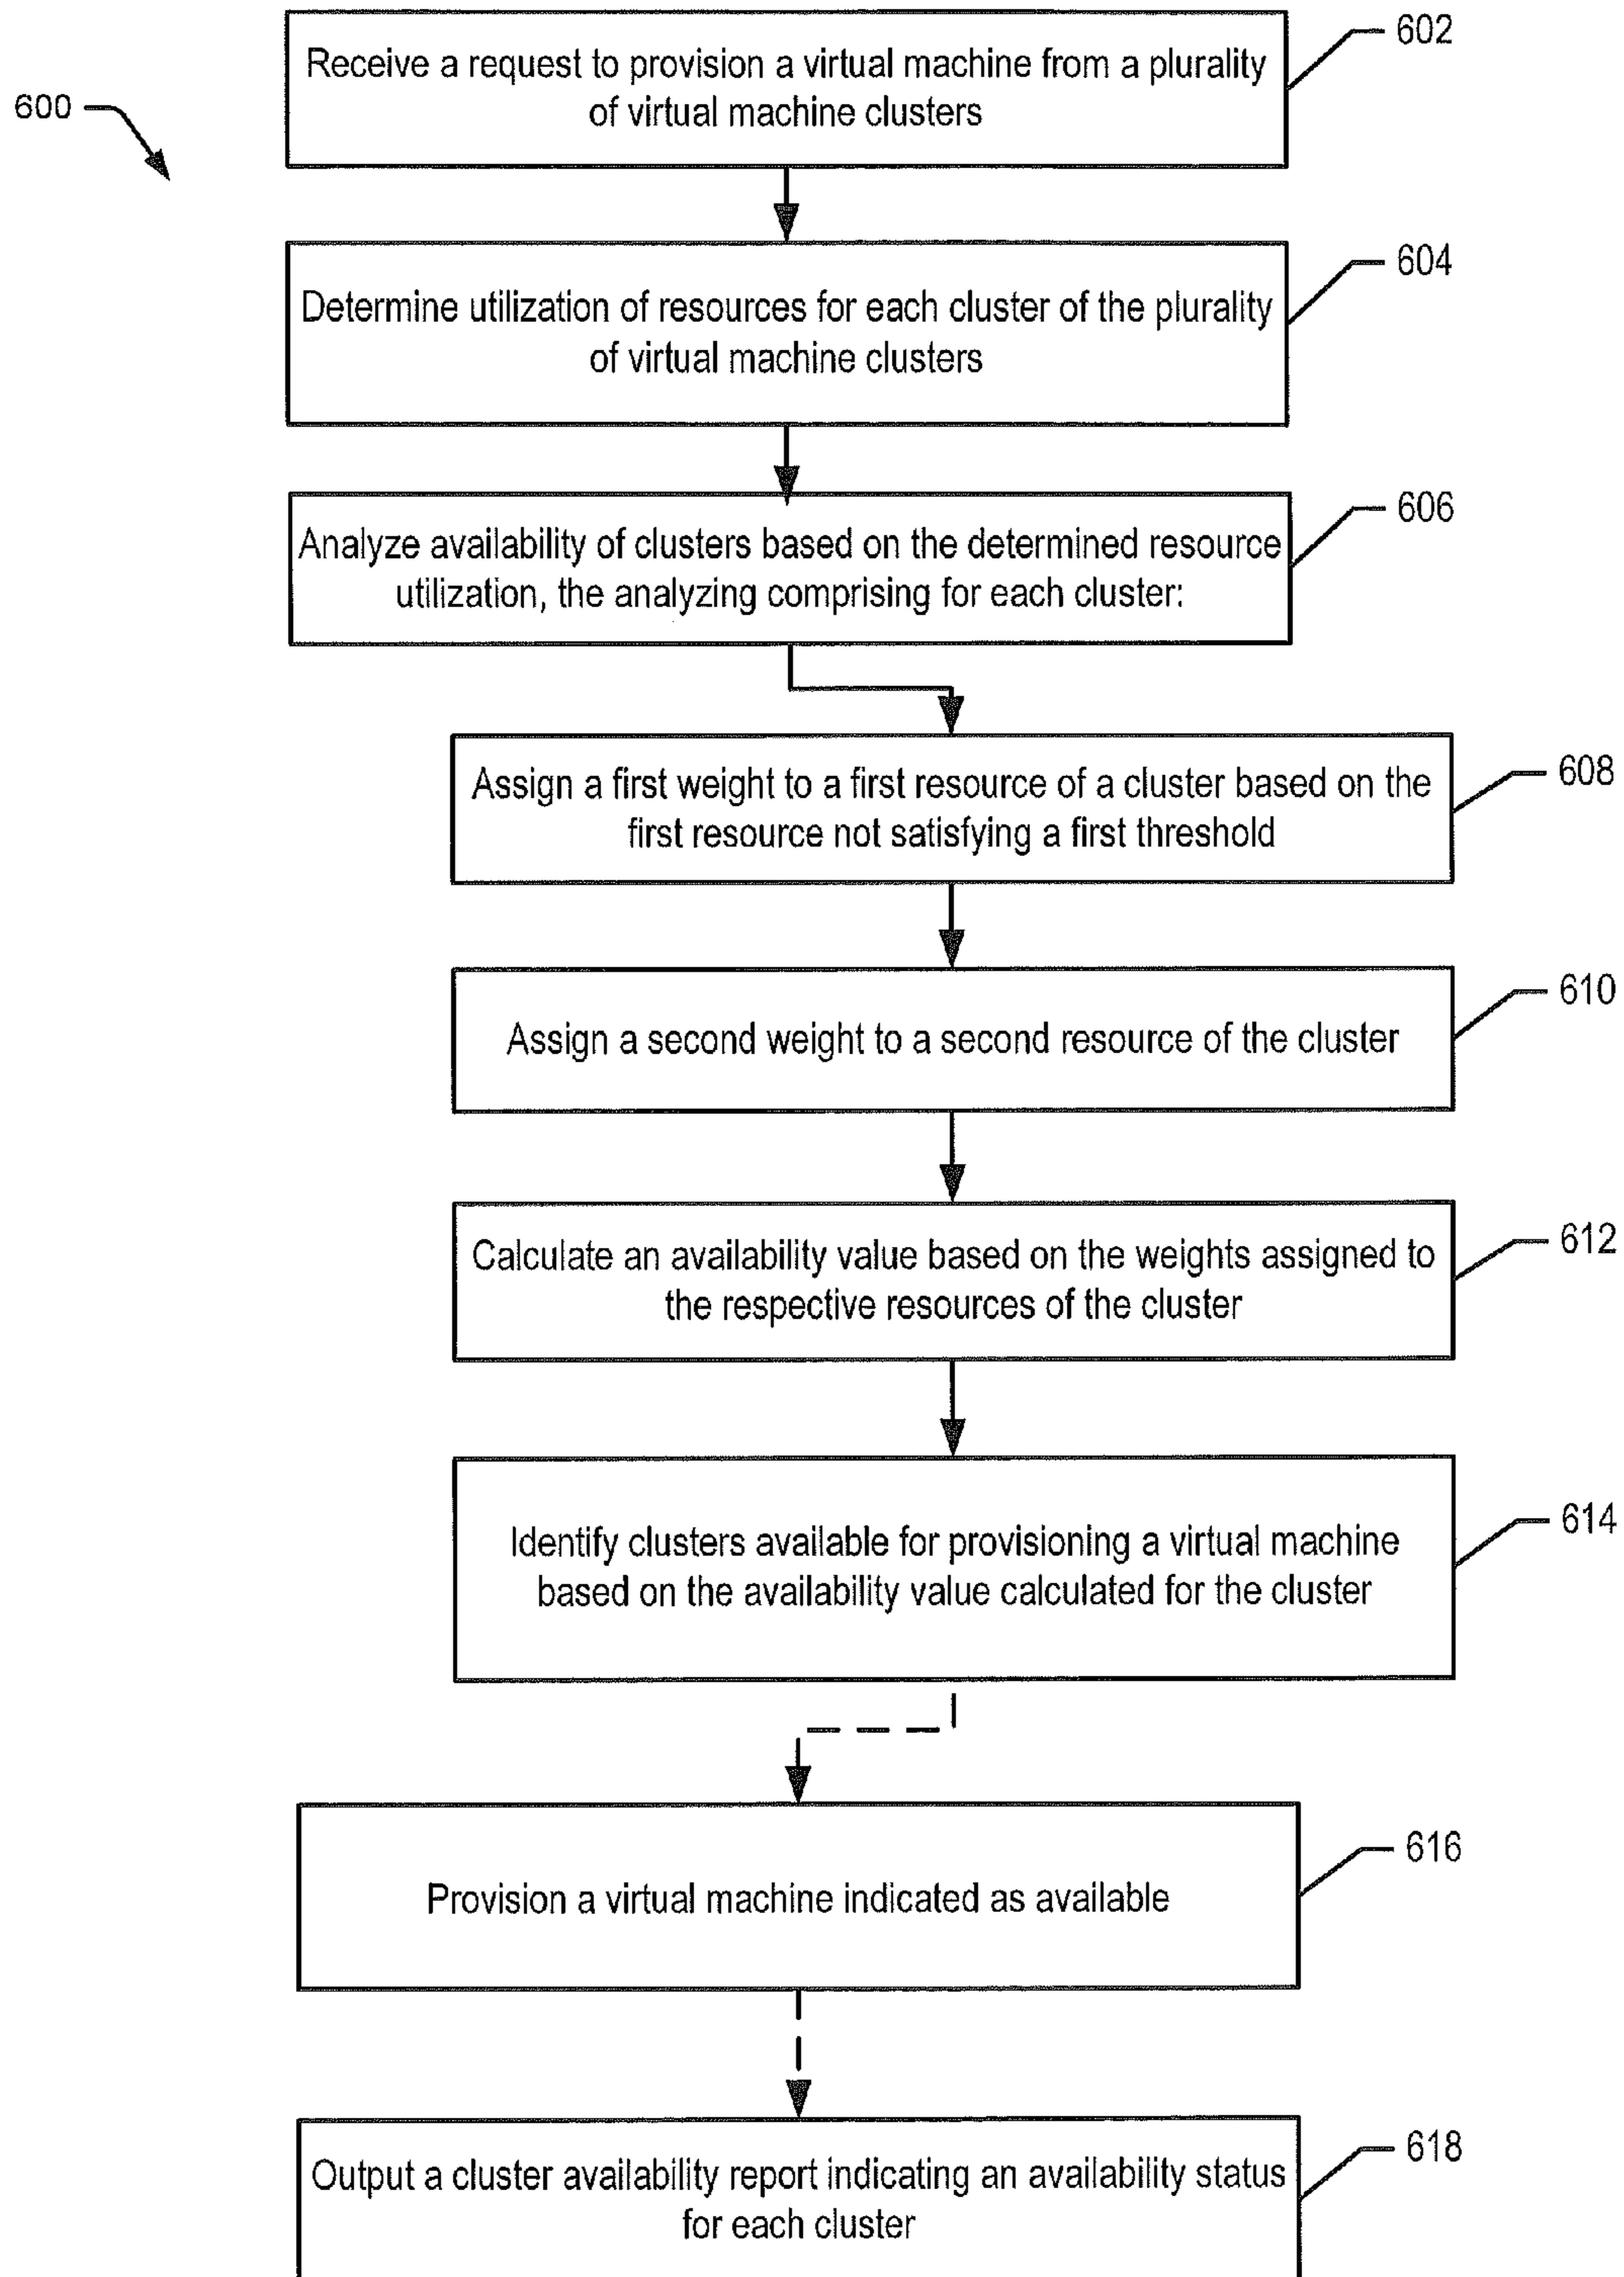 602
Receive a request to provision a virtual machine from a plurality
of virtual machine clusters
600
604
Determine utilization of resources for each cluster of the plurality
of virtual machine clusters
606
Analyze availability of clusters based on the determined resource
utilization, the analyzing comprising for each cluster:
608
Assign a first weight to a first resource of a cluster based on the
first resource not satisfying a first threshold
610
Assign a second weight to a second resource of the cluster
612
Calculate an availability value based on the weights assigned to
the respective resources of the cluster
614
Identify clusters available for provisioning a virtual machine
based on the availability value calculated for the cluster
616
Provision a virtual machine indicated as available
618
Output a cluster availability report indicating an availability status
for each cluster